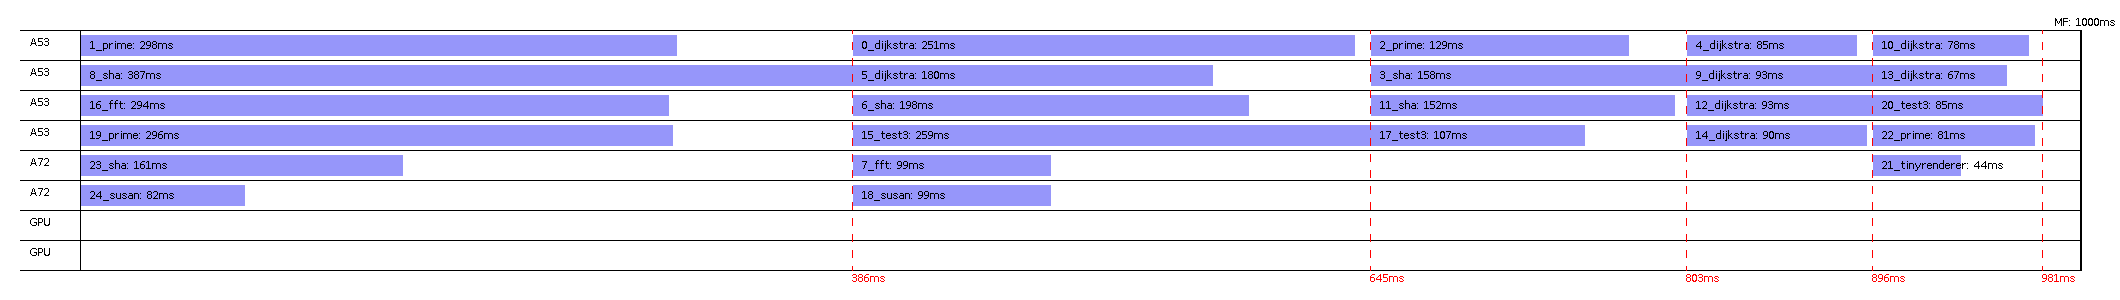 MF: 1000ms
A53 1_prime: 298ms 0_dijkstra: 251ms 2_prime: 129ms 4_dijkstra: 85ms 10_dijkstra: 78ms
A53 8_sha: 387ms 5_dijkstra: 180ms 3_sha: 158ms 9_dijkstra: 93ms 13_dijkstra: 67ms
A53 16_fft: 294ms 6_sha: 198ms 11_sha: 152ms 12_dijkstra: 93ms 20_test3: 85ms
A53 19_prime: 296ms 15_test3: 259ms 17_test3: 107ms 14_dijkstra: 90ms 22_prime: 81ms
A72 23_sha: 161ms 7_fft: 99ms 21_tinyrenderer: 44ms
A72 24_susan: 82ms 18_susan: 99ms
GPU
GPU
386ms 645ms 803ms 896ms 981ms